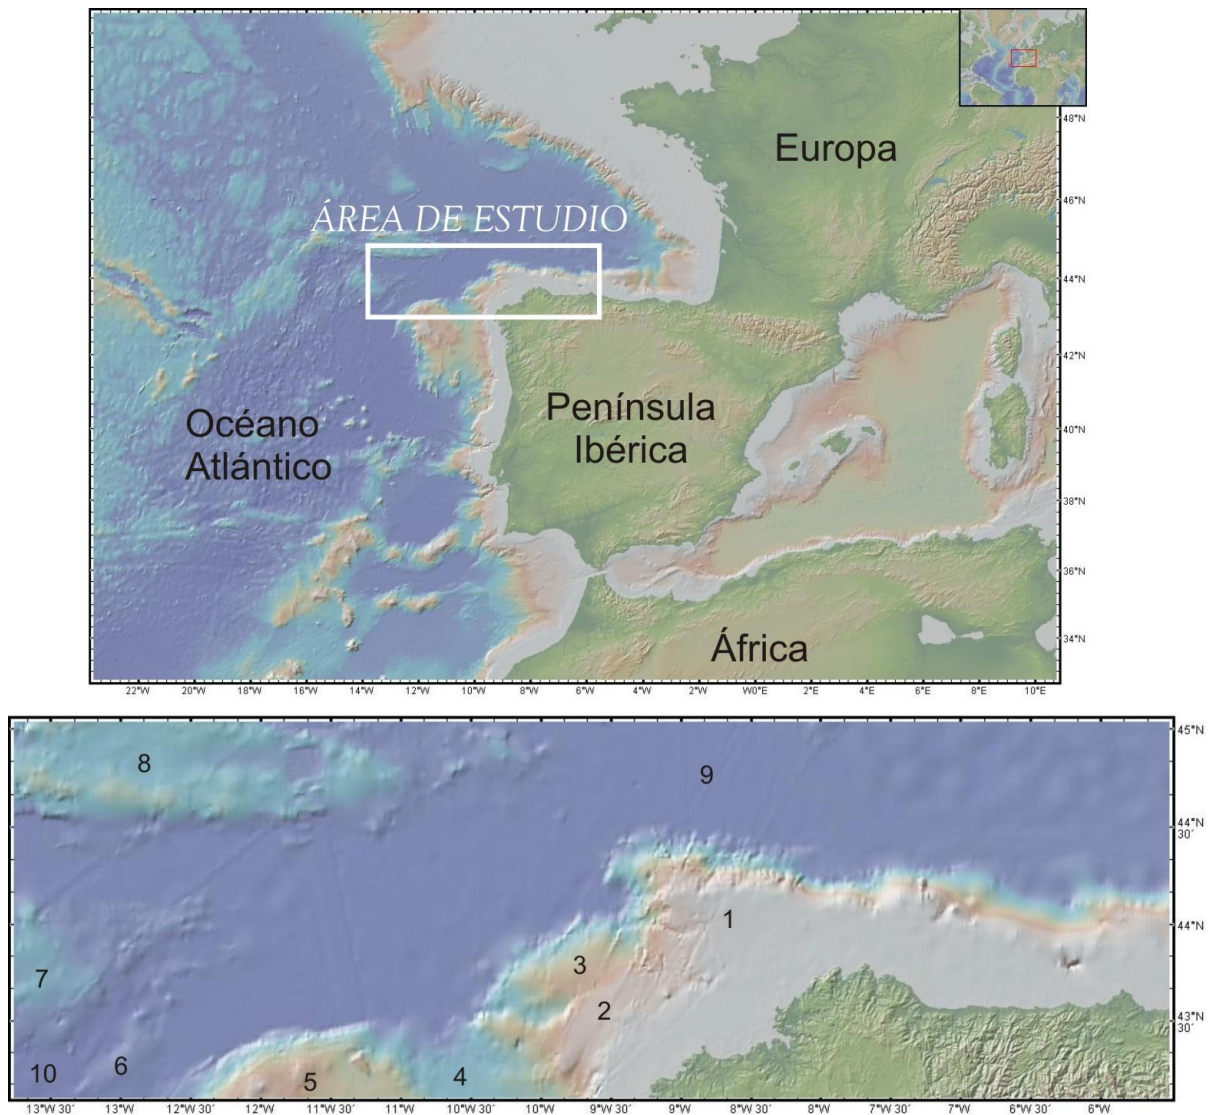 48°N
Europa
46°N
ÁREA DE ESTUDIO
44°N
42°N
Océano
Atlántico
Península
Ibérica
40°N
38°N
36°N
África
34°N
22°W 20°W 18°W 16°W 14°W 12°W 10°W 8°W 6°W 4°W 2°W W0°E 2°E 4°E 6°E 8°E 10°E
45°N
8
9
44°N
30´
1
44°N
3
7
2
43°N
30´
6
10
5
4
13°W 30´ 13°W 12°W 30´ 12°W 11°W 30´ 11°W 10°W 30´ 10°W 9°W 30´ 9°W 8°W 30´ 8°W 7°W 30´ 7°W 6°W 30´ 6°W